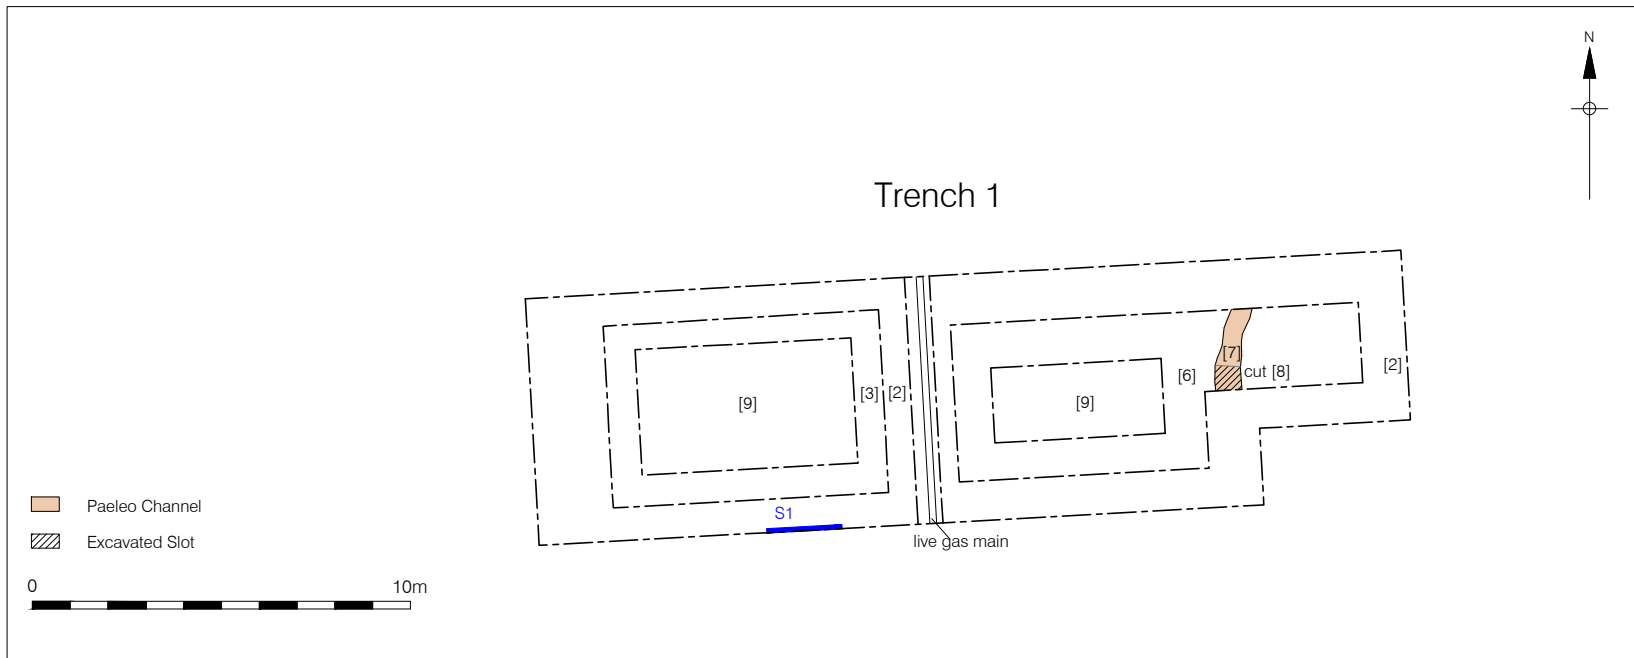 N
Trench 1
[7]
[2]
cut [8]
[6]
[3] [2]
[9]
[9]
Paeleo Channel
S1
Excavated Slot
live gas main
0 10m